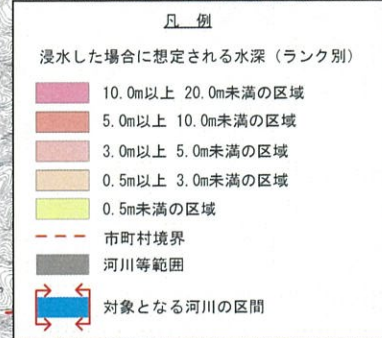 凡 例
浸水した場合に想定される水深（ランク別）
10.0m以上 20.0m未満の区域
5.0m以上 10.0m未満の区域
3.0m以上 5.0m未満の区域
0.5m以上 3.0m未満の区域
0.5m未満の区域
市町村境界
河川等範囲
対象となる河川の区間